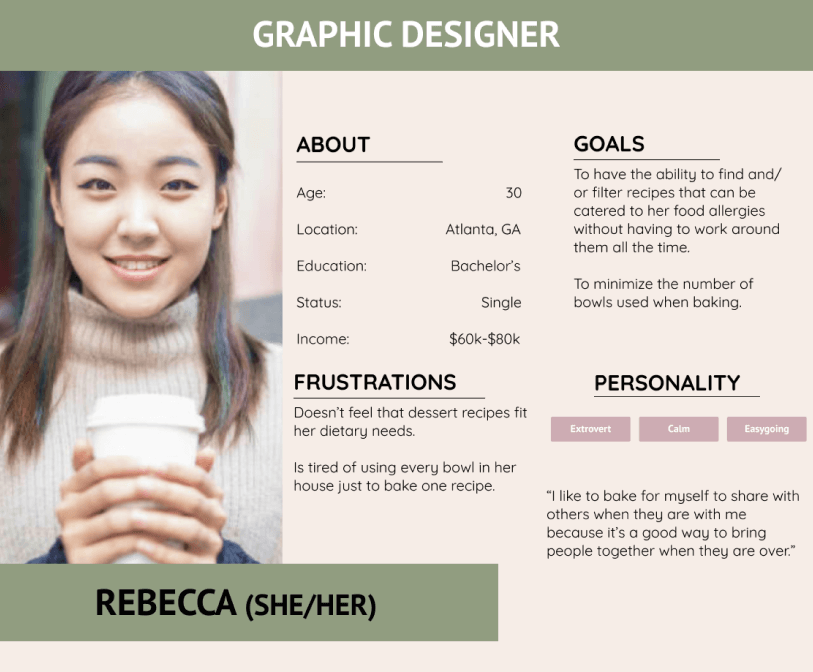 GRAPHIC DESIGNER
ABOUT
Age: 30
Location: Atlanta, GA
Education: Bachelor’s
Status: Single
Income: $60k-$80k
FRUSTRATIONS
Doesn’t feel that dessert recipes fit
her dietary needs.
Is tired of using every bowl in her
house just to bake one recipe.
GOALS
To have the ability to find and/
or filter recipes that can be
catered to her food allergies
without having to work around
them all the time.
To minimize the number of
bowls used when baking.
PERSONALITY
Extrovert Calm Easygoing
“I like to bake for myself to share with
others when they are with me
because it’s a good way to bring
people together when they are over.”
REBECCA (SHE/HER)